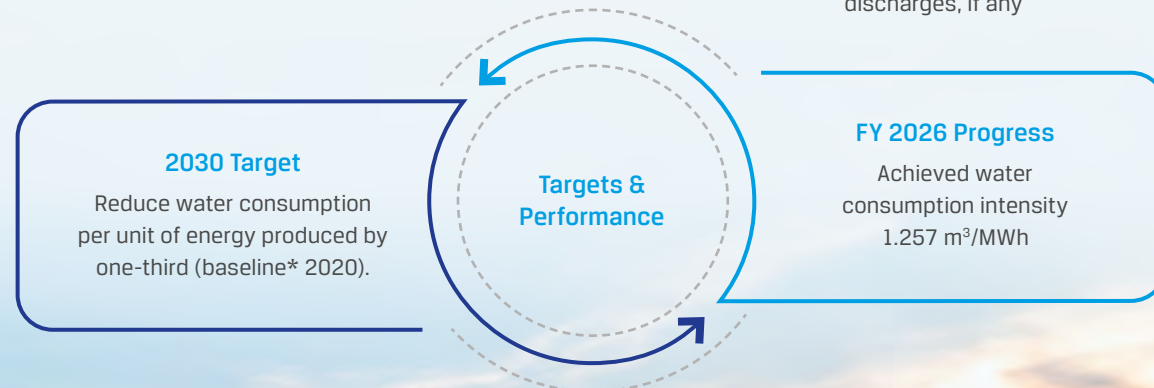 discharges, if any
2030 Target
Reduce water consumption
per unit of energy produced by
one-third (baseline* 2020).
Targets &
Performance
FY 2026 Progress
Achieved water
consumption intensity
1.257 m³/MWh